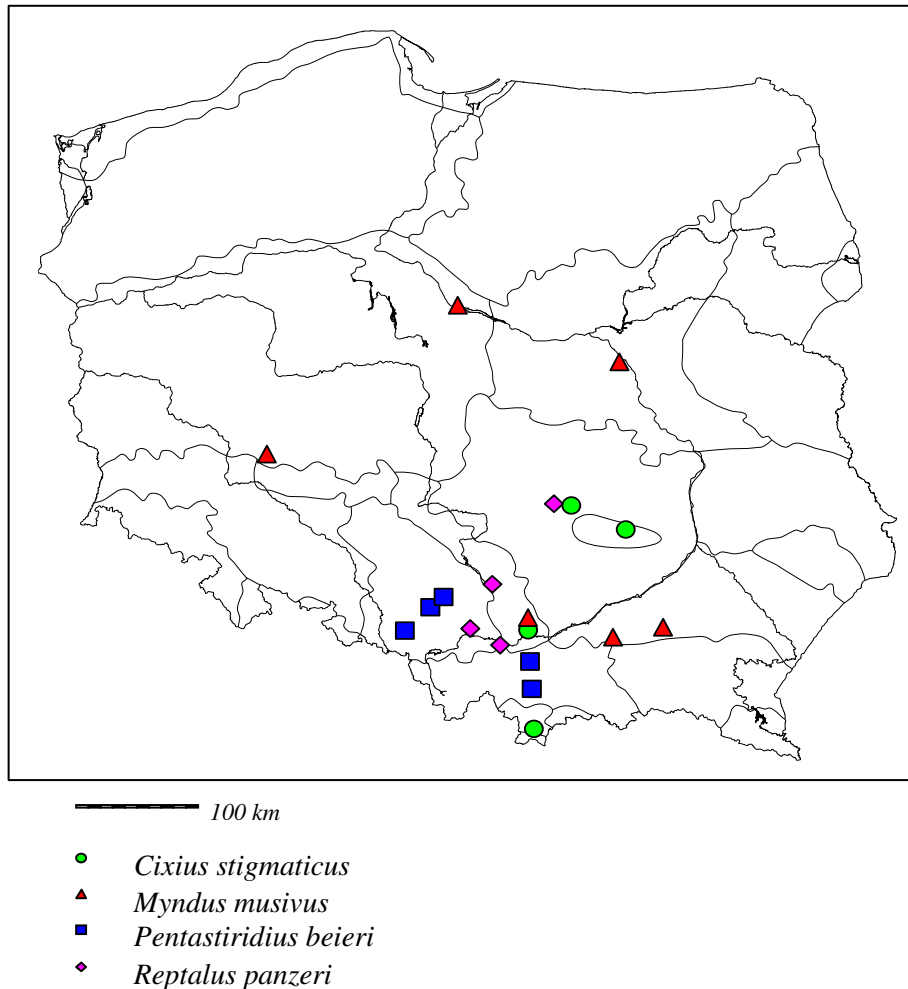 100 km
Cixius stigmaticus
Myndus musivus
Pentastiridius beieri
Reptalus panzeri